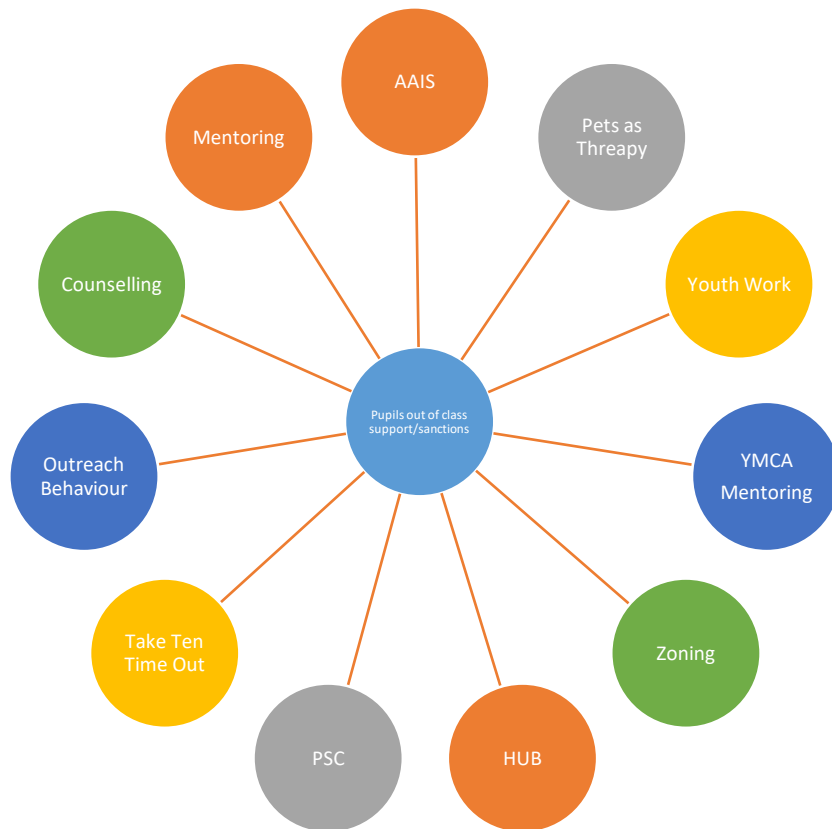 AAIS
Pets as
Threapy
Youth Work
YMCA
Mentoring
Zoning
HUB
PSC
Take Ten
Time Out
Outreach
Behaviour
Counselling
Mentoring
Pupils out of class
support/sanctions